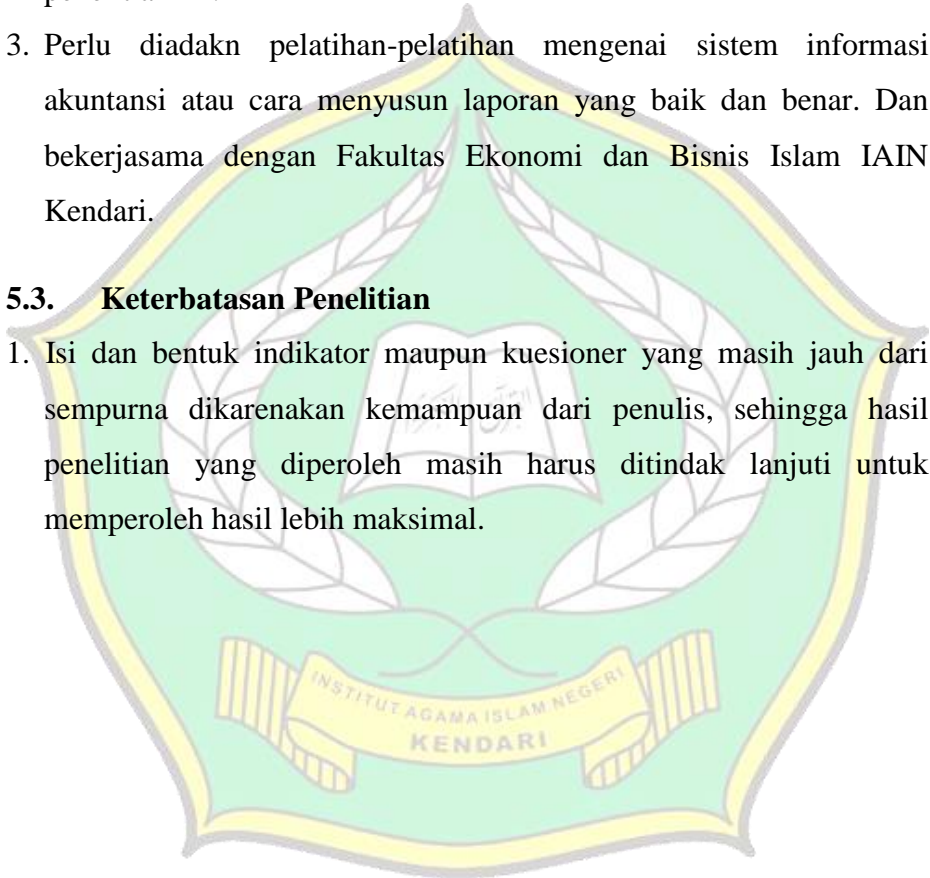 3. Perlu diadakn pelatihan-pelatihan mengenai sistem informasi
akuntansi atau cara menyusun laporan yang baik dan benar. Dan
bekerjasama dengan Fakultas Ekonomi dan Bisnis Islam IAIN
Kendari.
5.3. Keterbatasan Penelitian
1. Isi dan bentuk indikator maupun kuesioner yang masih jauh dari
sempurna dikarenakan kemampuan dari penulis, sehingga hasil
penelitian yang diperoleh masih harus ditindak lanjuti untuk
memperoleh hasil lebih maksimal.
INSTITUT AGAMA ISLAM NEGERI
KENDARI